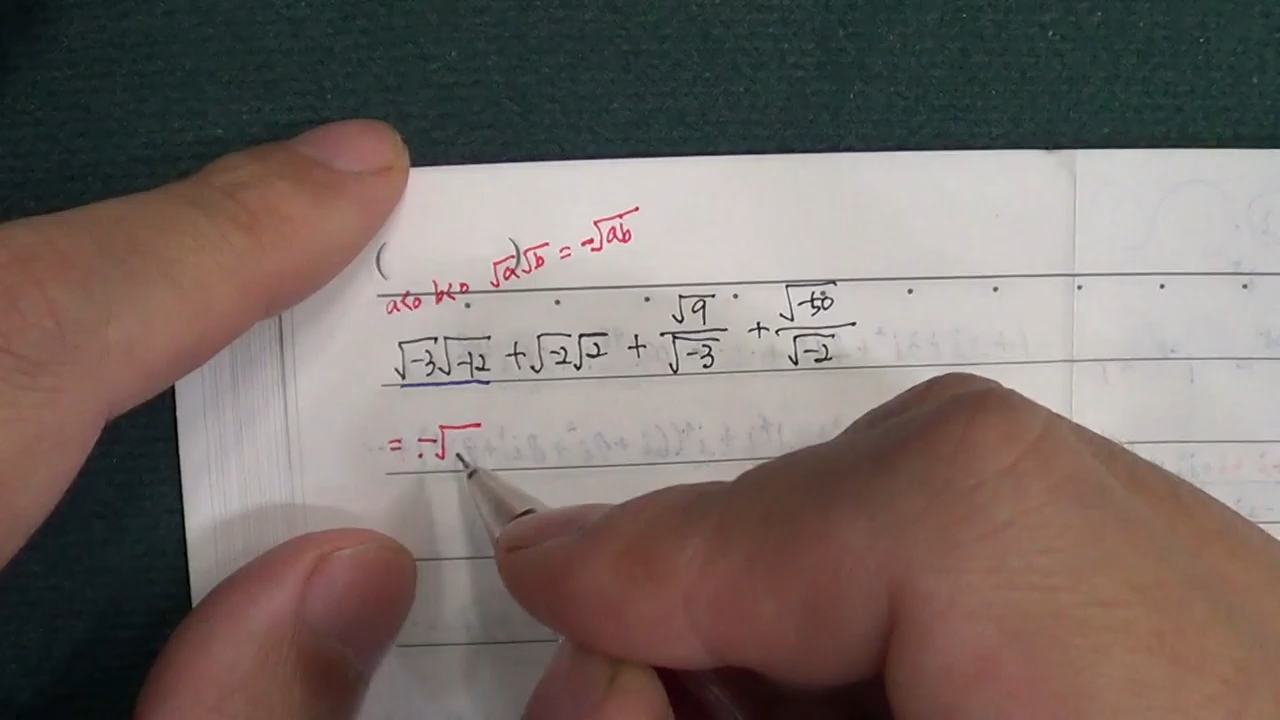 a<0 b<0 √a√b = -√ab
(                )
√-3√-12 + √-2√2 + √9/√-3 + √-50/√-2
= -√